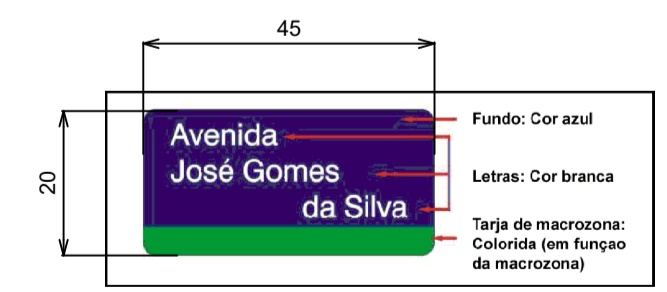 45
20
Avenida
José Gomes
da Silva
Fundo: Cor azul
Letras: Cor branca
Tarja de macrozona:
Colorida (em funçao
da macrozona)